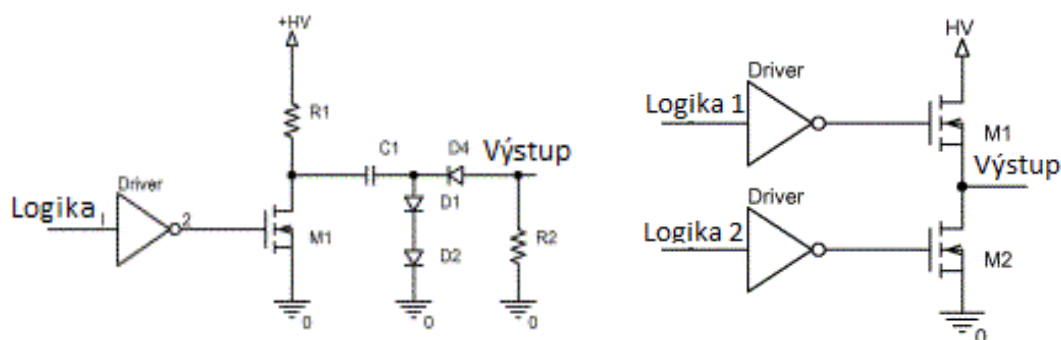 +HV
R1
C1
D4
Výstup
Driver
Logika
1
2
M1
D1
D2
R2
0
0
0
HV
Driver
Logika 1
M1
Výstup
Driver
Logika 2
M2
0